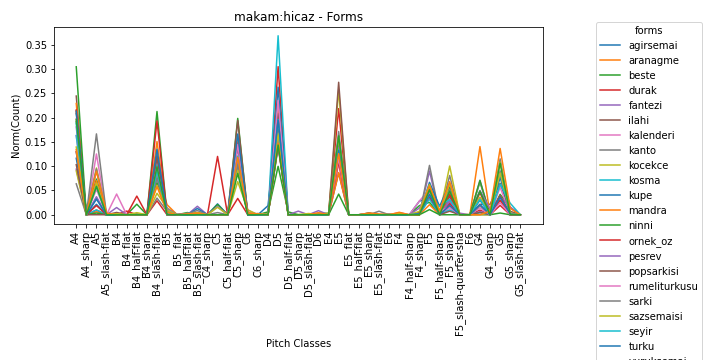 makam:hicaz - Forms
Norm(Count)
0.35
0.30
0.25
0.20
0.15
0.10
0.05
0.00
A4
A4_sharp
A5
A5_slash-flat
B4
B4_flat
B4_half-flat
B4_sharp
B4_slash-flat
B5
B5_flat
B5_half-flat
B5_slash-flat
C4_sharp
C5
C5_half-flat
C5_sharp
C6
C6_sharp
D4
D5
D5_half-flat
D5_sharp
D5_slash-flat
D6
E4
E5
E5_flat
E5_half-flat
E5_sharp
E5_slash-flat
E6
F4
F4_half-sharp
F4_sharp
F5
F5_half-sharp
F5_sharp
F5_slash-quarter-sha
F6
G4
G4_sharp
G5
G5_sharp
G5_slash-flat
Pitch Classes
forms
agirsemai
aranagme
beste
durak
fantezi
ilahi
kalenderi
kanto
kocekce
kosma
kupe
mandra
ninni
ornek_oz
pesrev
popsarkisi
rumeliturkusu
sarki
sazsemaisi
seyir
turku